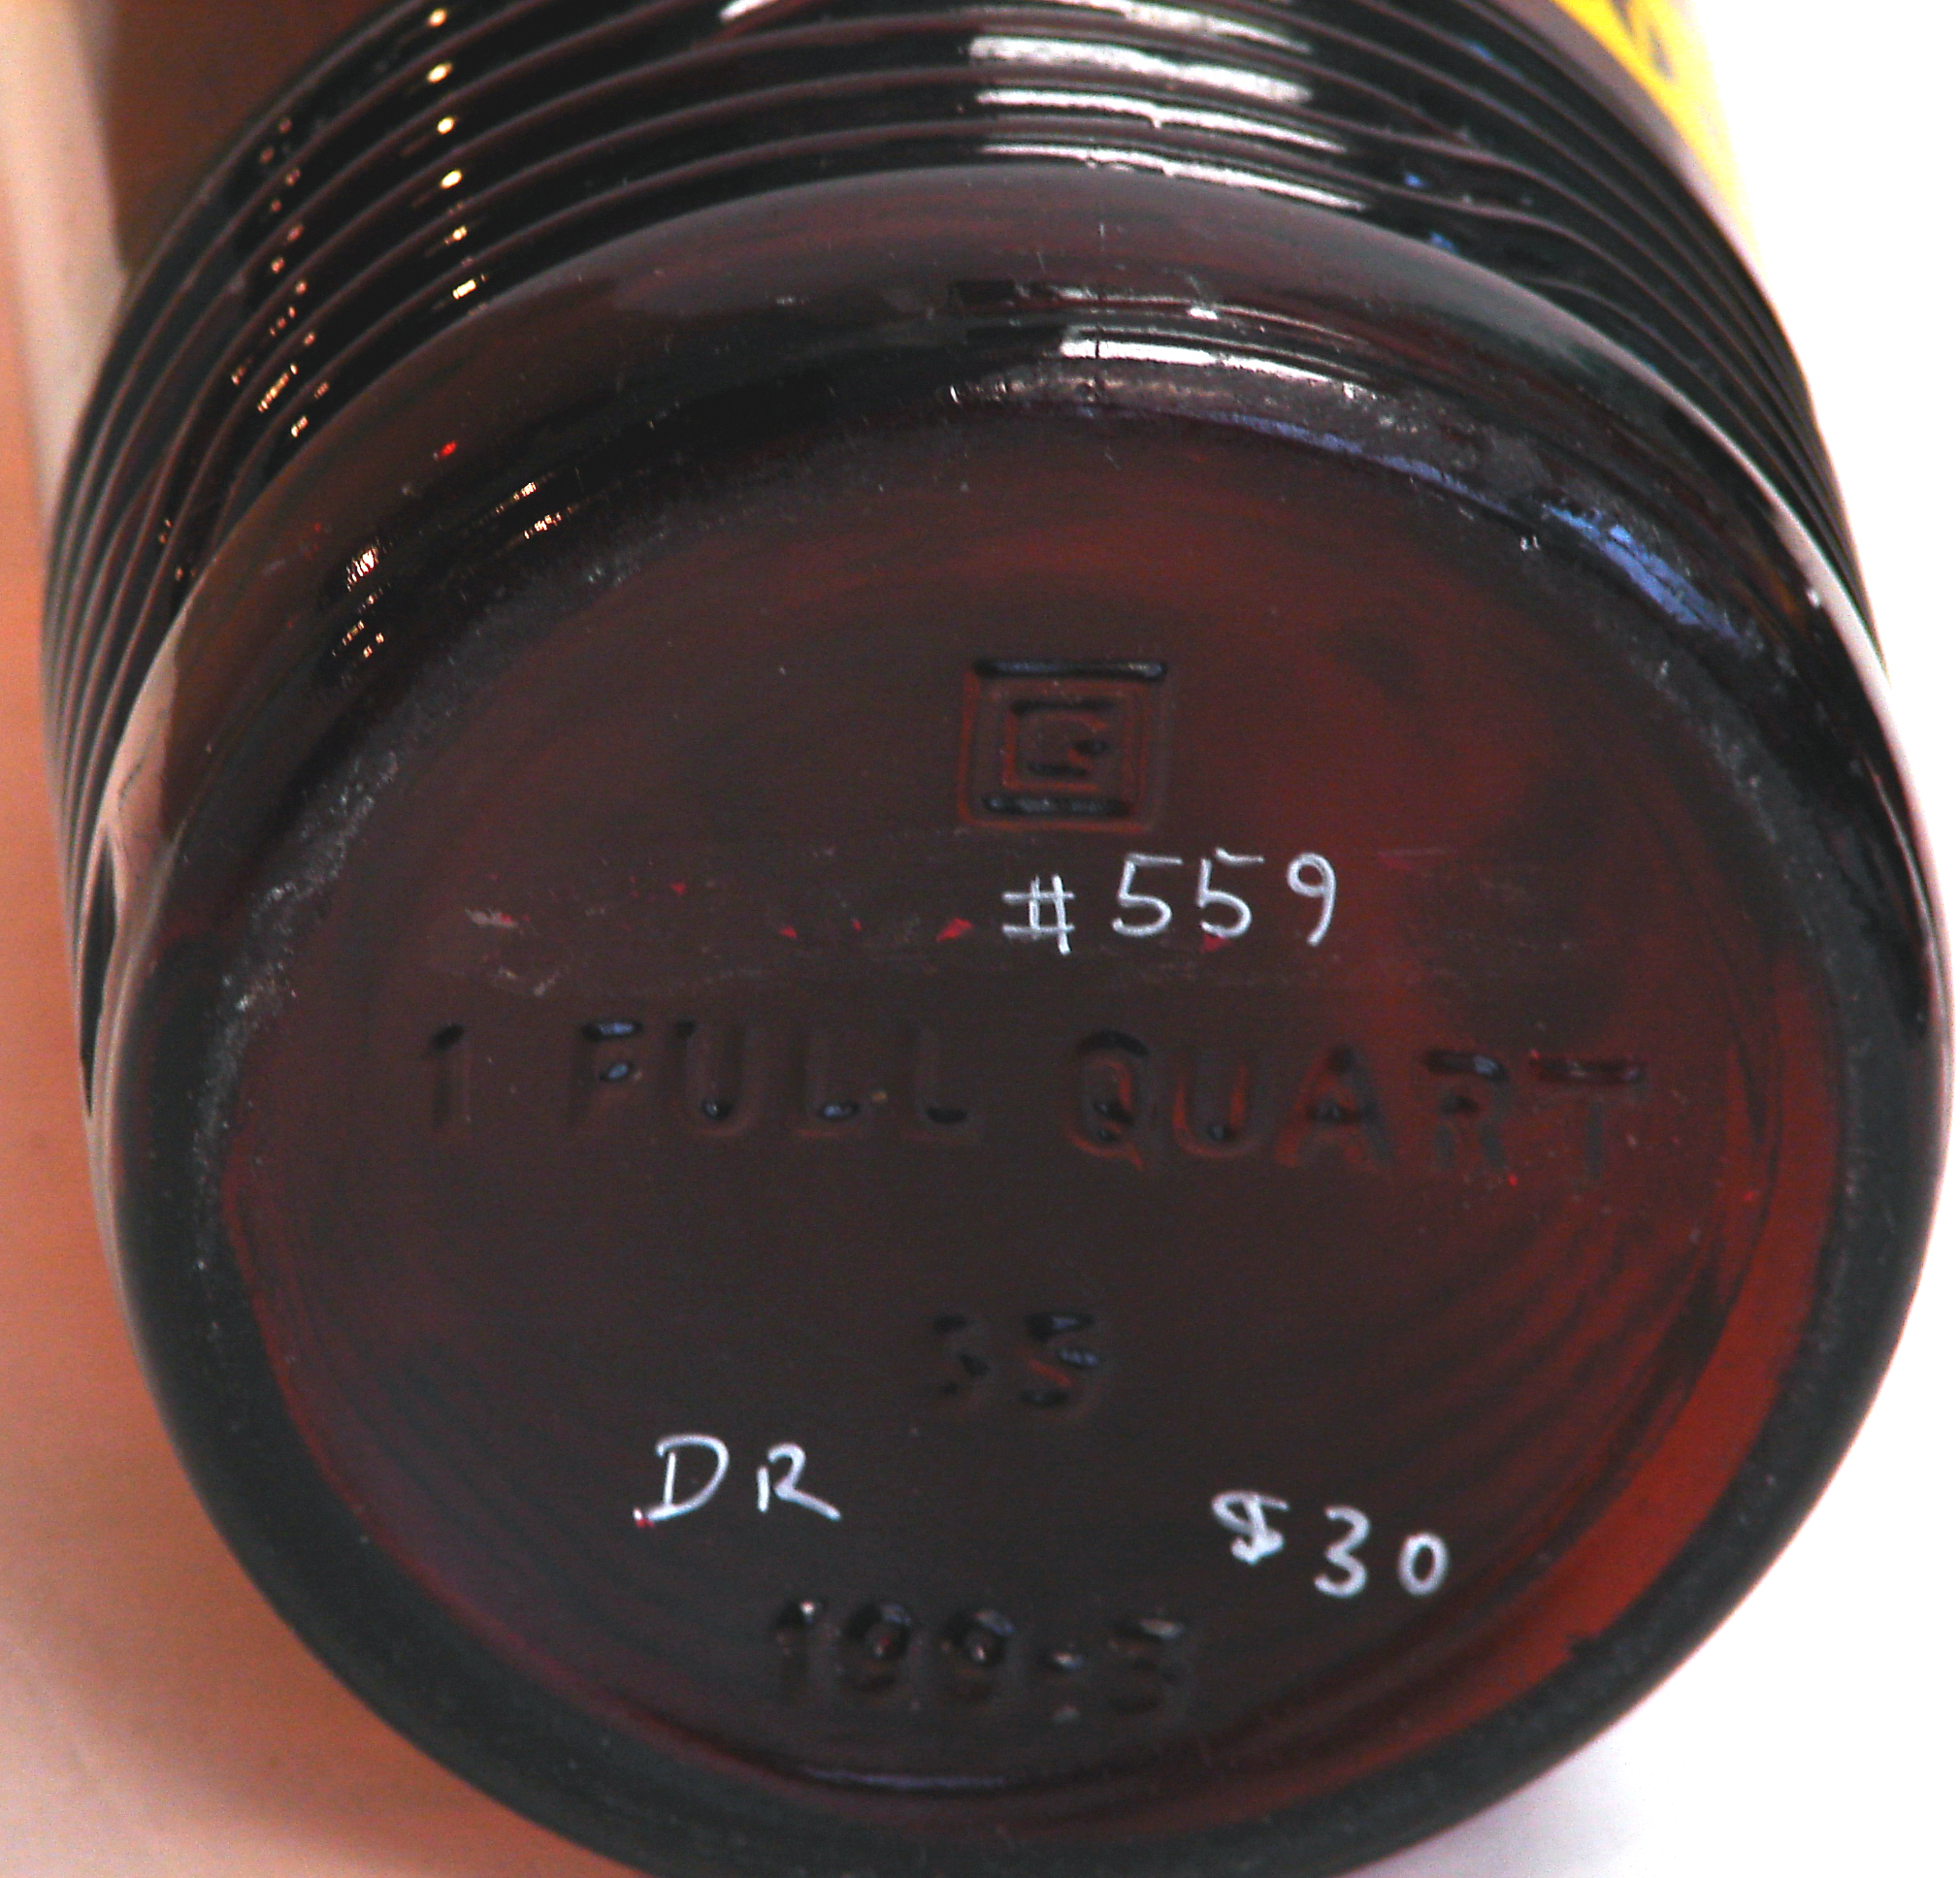 G
#559
1 FULL QUART
DR
$30